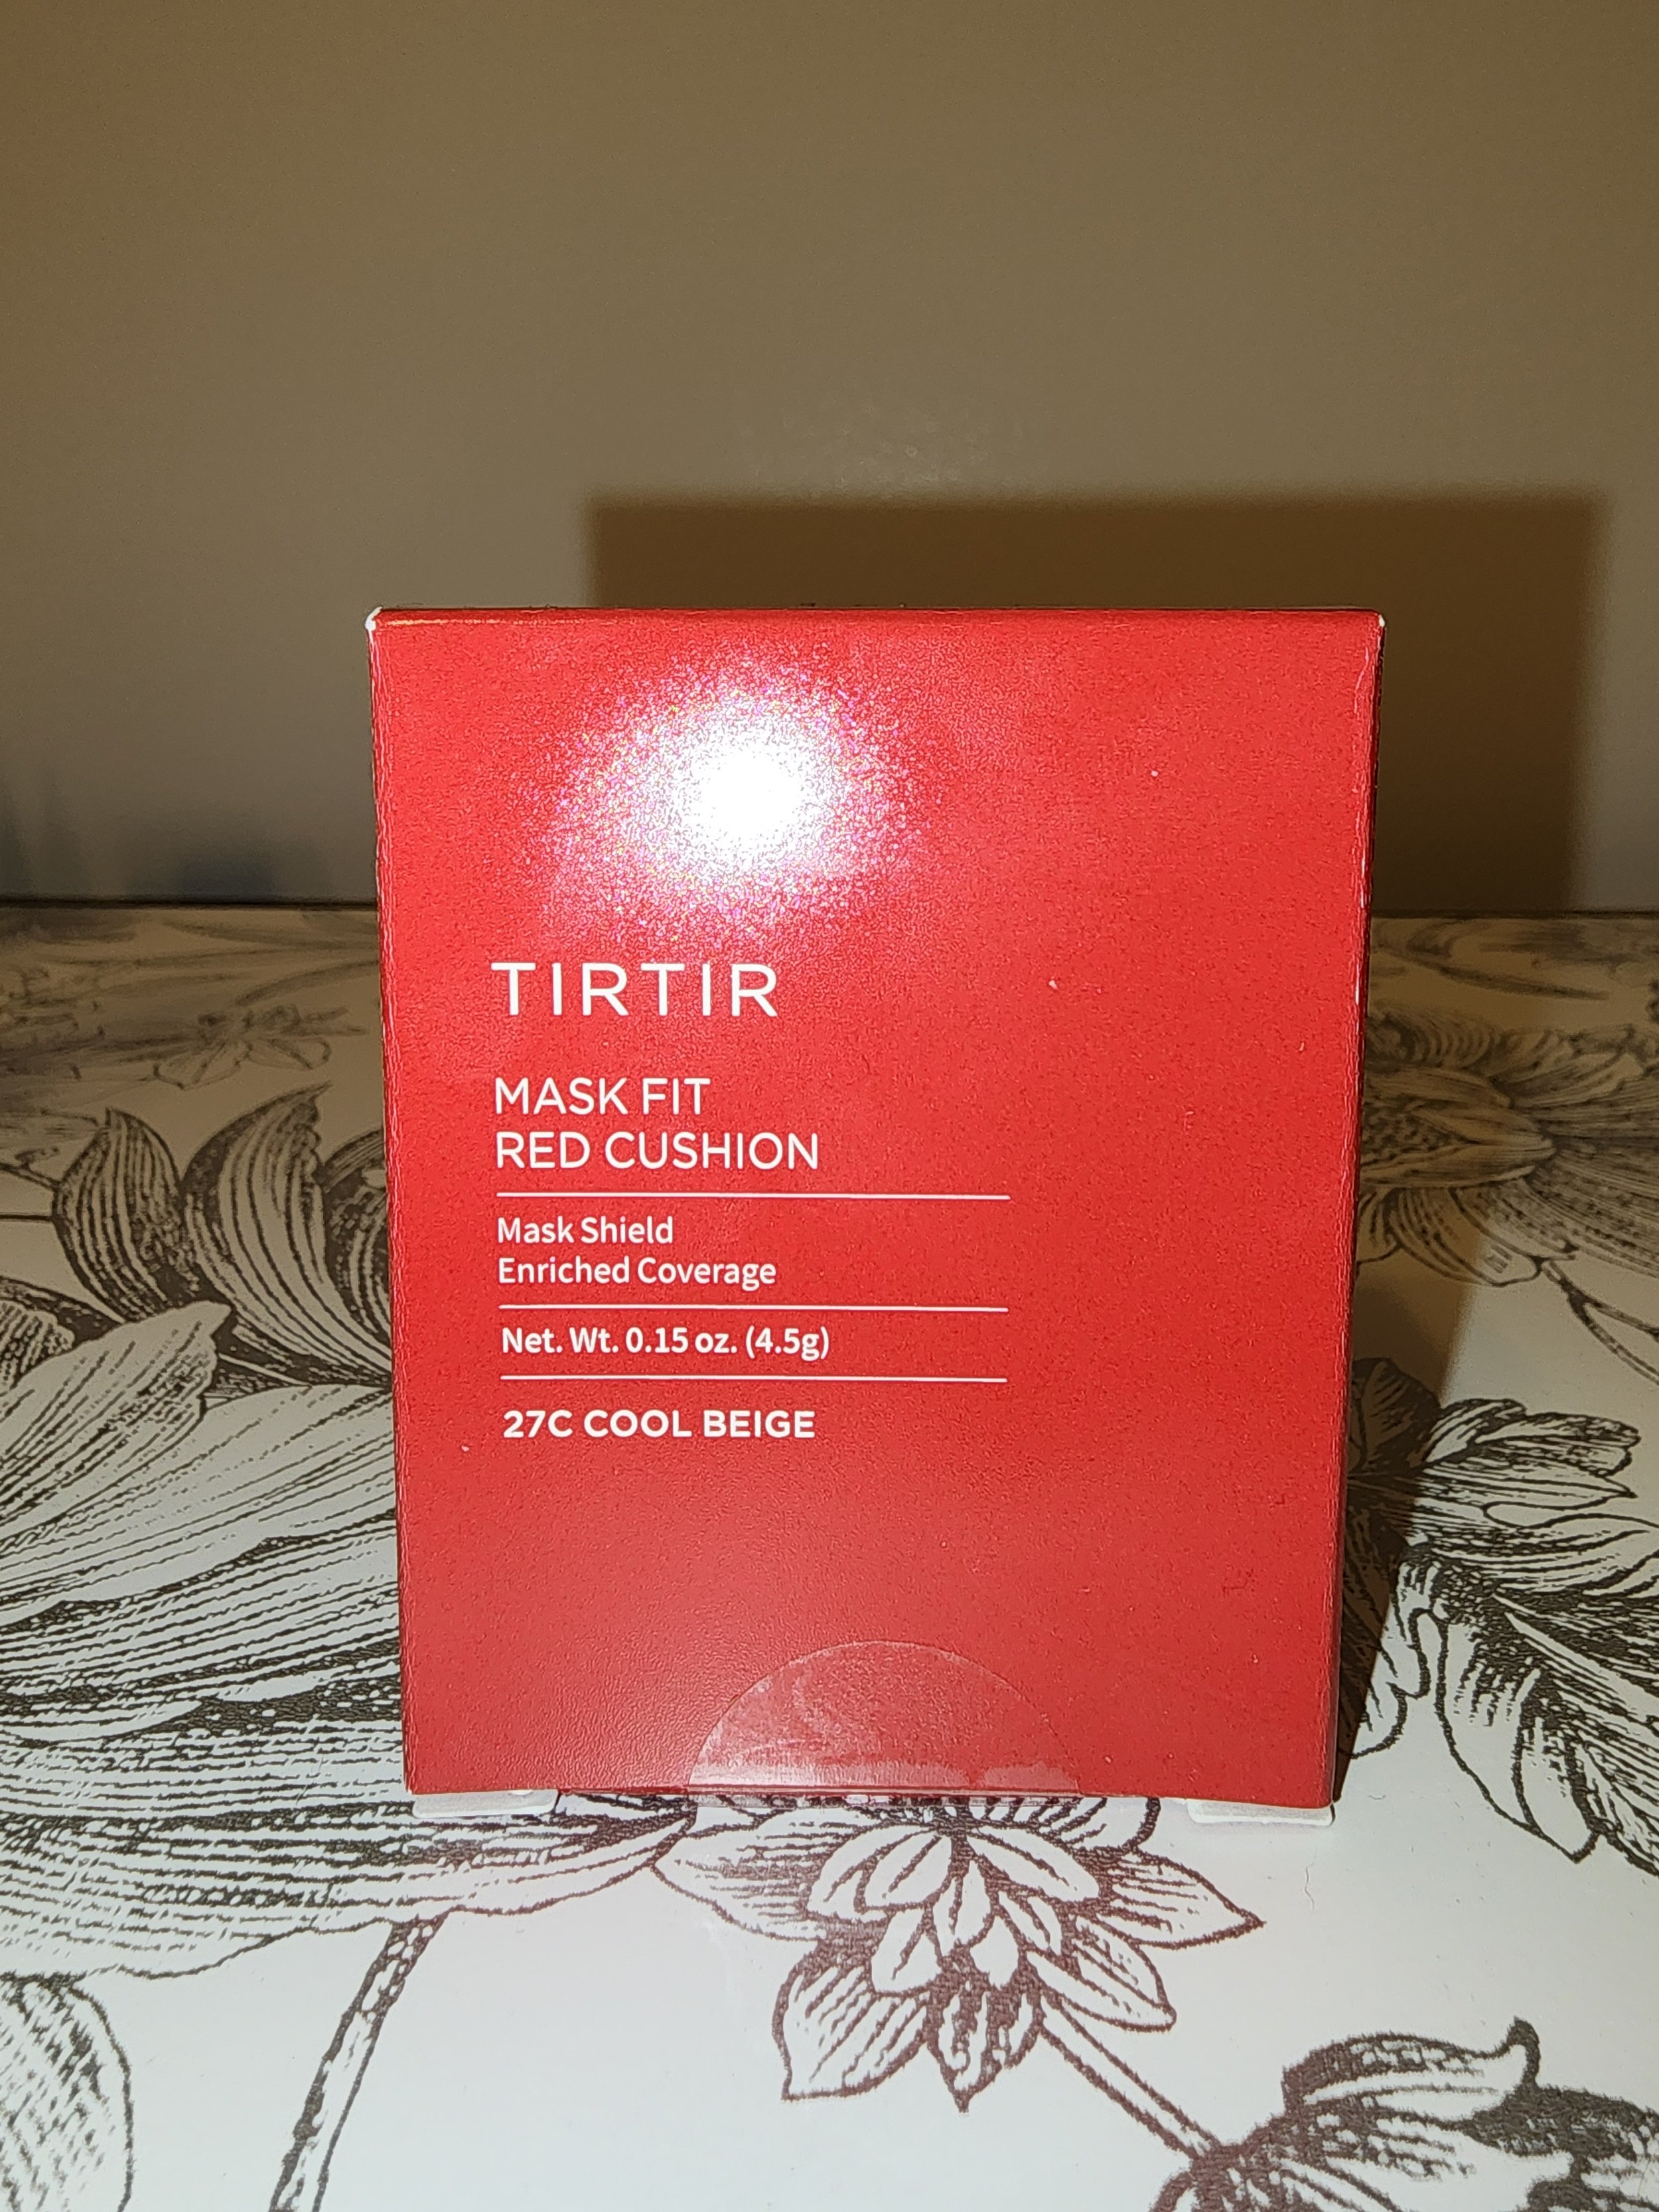 TIRTIR
MASK FIT
RED CUSHION
Mask Shield
Enriched Coverage
Net. Wt. 0.15 oz. (4.5g)
27C COOL BEIGE